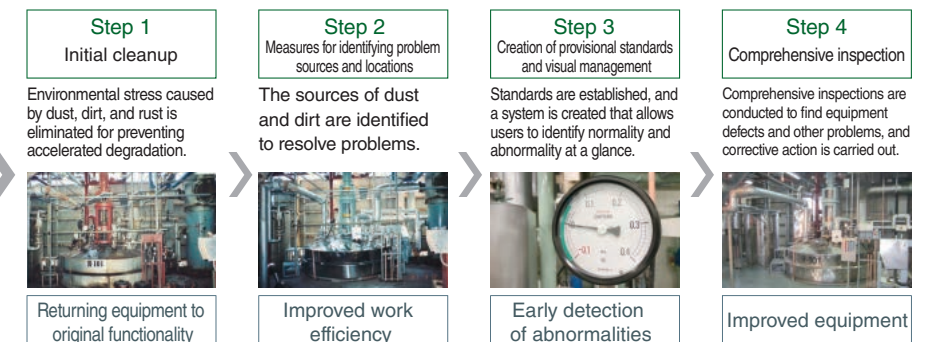 Step 1
Initial cleanup
Environmental stress caused
by dust, dirt, and rust is
eliminated for preventing
accelerated degradation.
Returning equipment to
original functionality
Step 2
Measures for identifying problem
sources and locations
The sources of dust
and dirt are identified
to resolve problems.
Improved work
efficiency
Step 3
Creation of provisional standards
and visual management
Standards are established, and
a system is created that allows
users to identify normality and
abnormality at a glance.
0.1
0.2
0.3
-0.1
0.4
Early detection
of abnormalities
Step 4
Comprehensive inspection
Comprehensive inspections are
conducted to find equipment
defects and other problems, and
corrective action is carried out.
Improved equipment